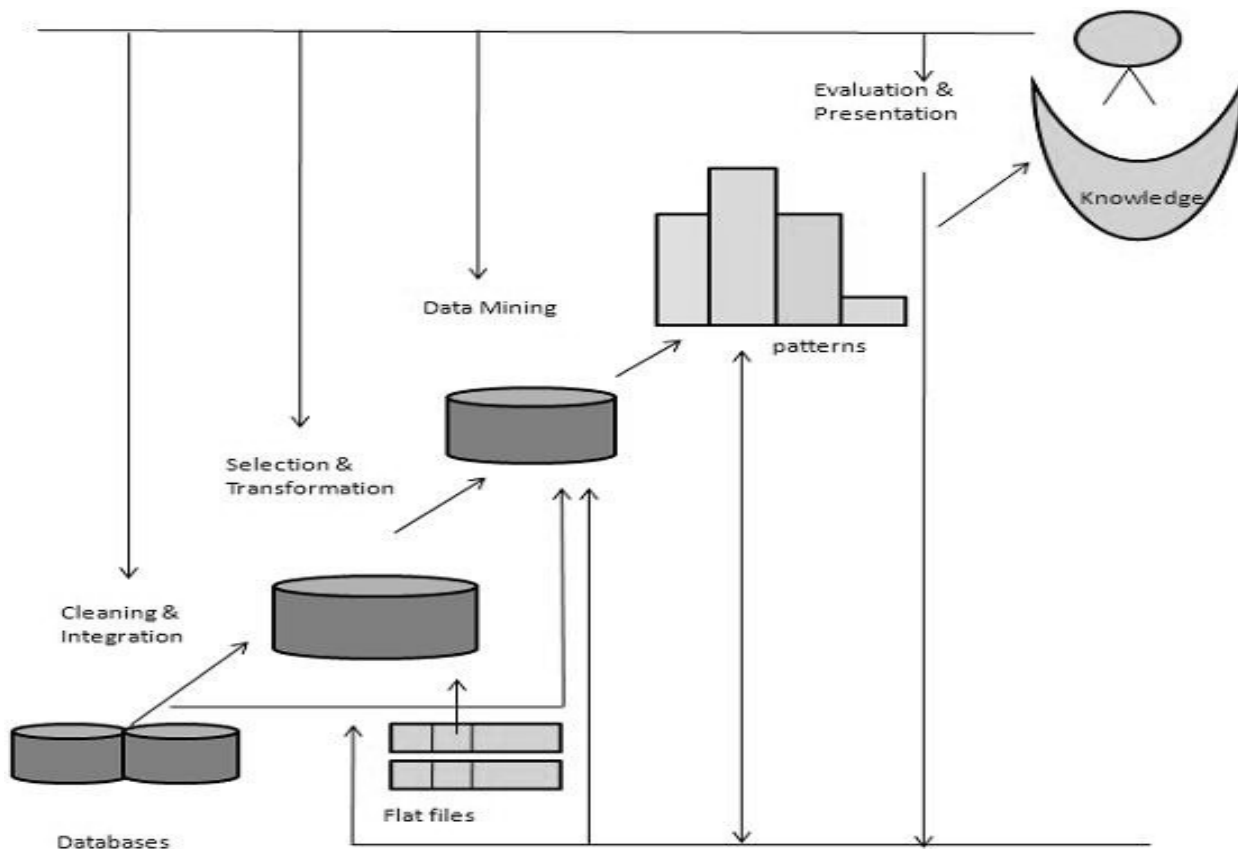 Evaluation &
Presentation
Knowledge
Data Mining
patterns
Selection &
Transformation
Cleaning &
Integration
Flat files
Databases